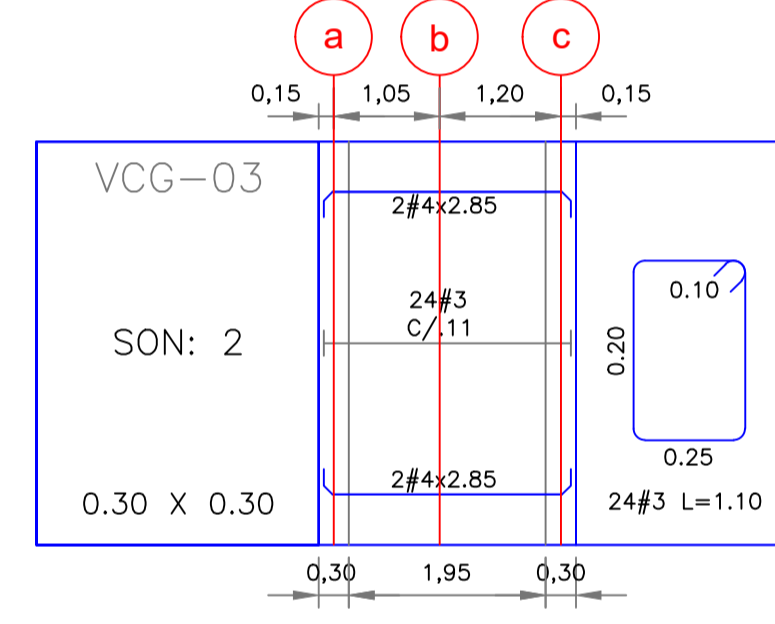 a b c
0,15 1,05 1,20 0,15
VCG-03
2#4x2.85
0.10
24#3
C/.11
SON: 2
0.20
2#4x2.85
0.25
0.30 X 0.30
24#3 L=1.10
0,30 1,95 0,30